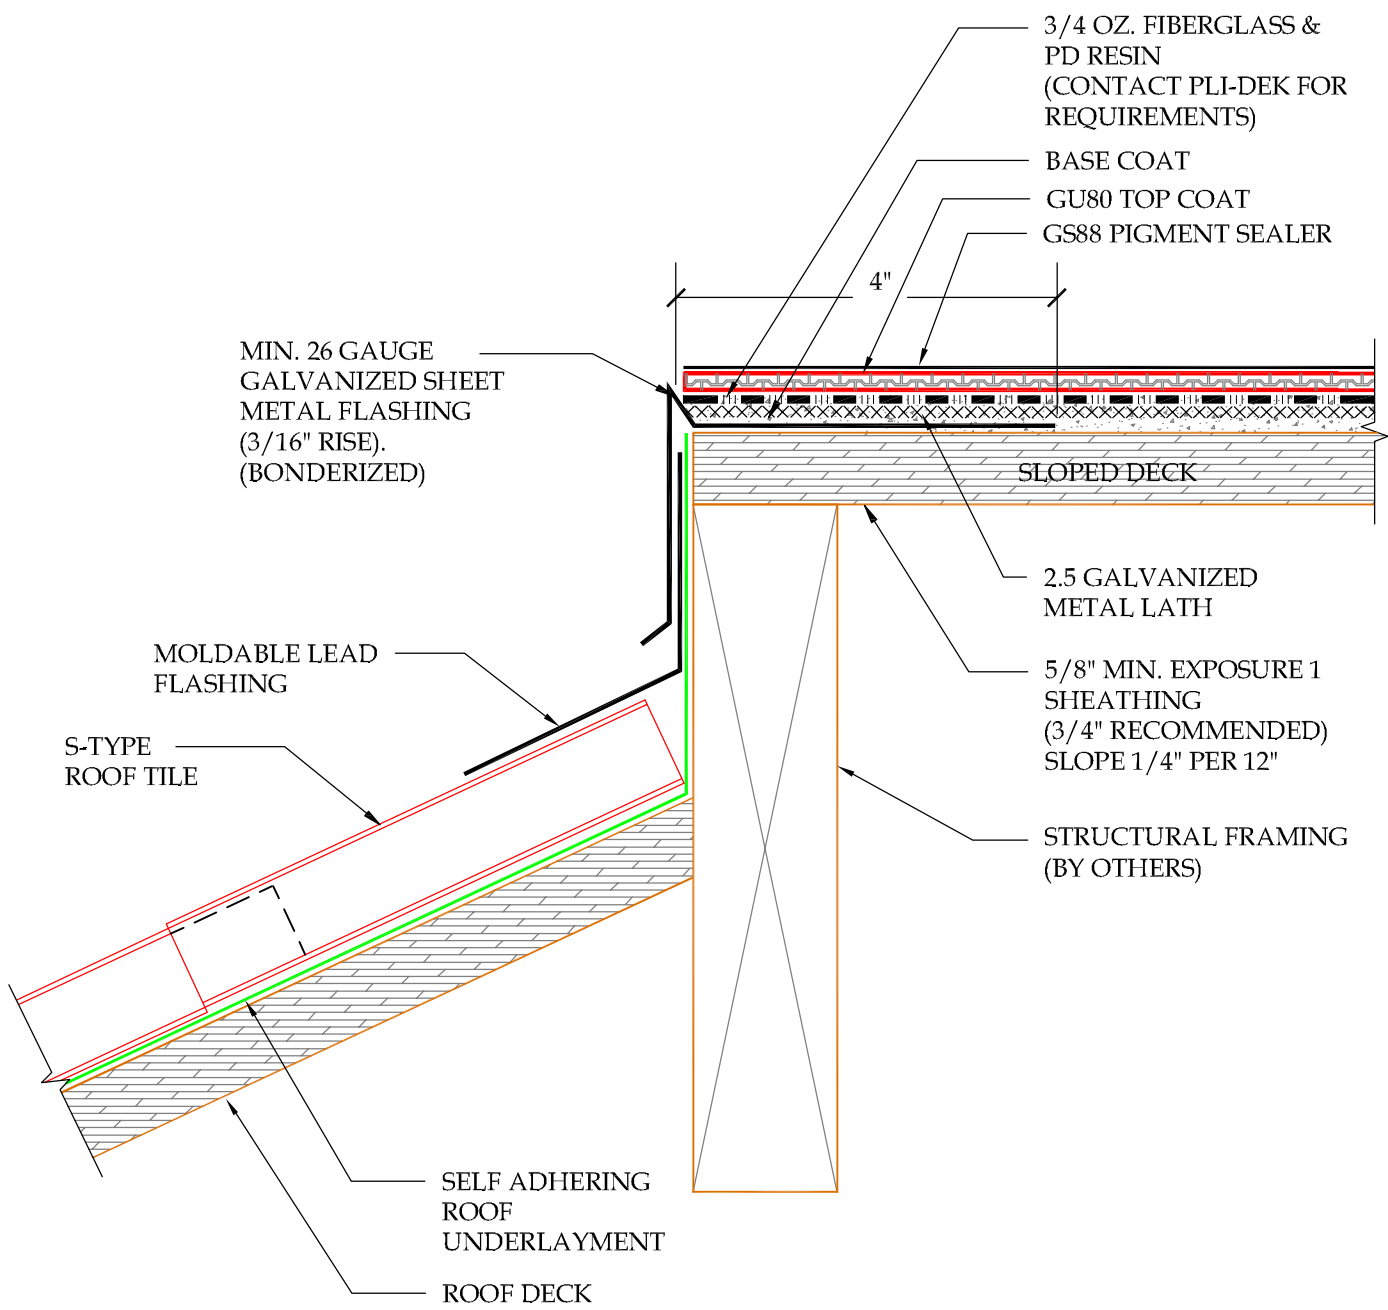 3/4 OZ. FIBERGLASS &
PD RESIN
(CONTACT PLI-DEK FOR
REQUIREMENTS)
BASE COAT
GU80 TOP COAT
GS88 PIGMENT SEALER
4"
MIN. 26 GAUGE
GALVANIZED SHEET
METAL FLASHING
(3/16" RISE).
(BONDERIZED)
SLOPED DECK
2.5 GALVANIZED
METAL LATH
MOLDABLE LEAD
FLASHING
5/8" MIN. EXPOSURE 1
SHEATHING
(3/4" RECOMMENDED)
SLOPE 1/4" PER 12"
S-TYPE
ROOF TILE
STRUCTURAL FRAMING
(BY OTHERS)
SELF ADHERING
ROOF
UNDERLAYMENT
ROOF DECK